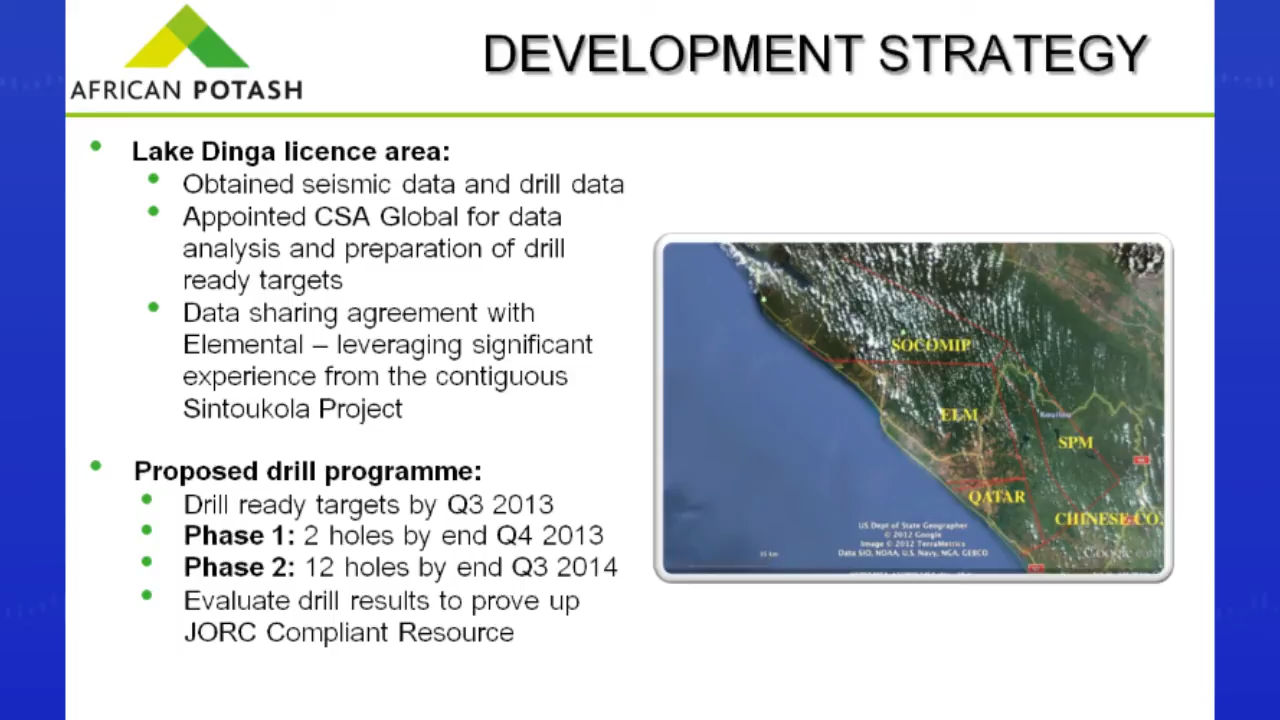 AFRICAN POTASH
DEVELOPMENT STRATEGY
Lake Dinga licence area:
Obtained seismic data and drill data
Appointed CSA Global for data
analysis and preparation of drill
ready targets
Data sharing agreement with
Elemental – leveraging significant
experience from the contiguous
Sintoukola Project
Proposed drill programme:
Drill ready targets by Q3 2013
Phase 1: 2 holes by end Q4 2013
Phase 2: 12 holes by end Q3 2014
Evaluate drill results to prove up
JORC Compliant Resource
SOCOMIP
ELM
Kouilou
SPM
QATAR
CHINESE CO.
US Dept of State Geographer
© 2012 Google
Image © 2012 TerraMetrics
Data SIO, NOAA, U.S. Navy, NGA, GEBCO
Google earth